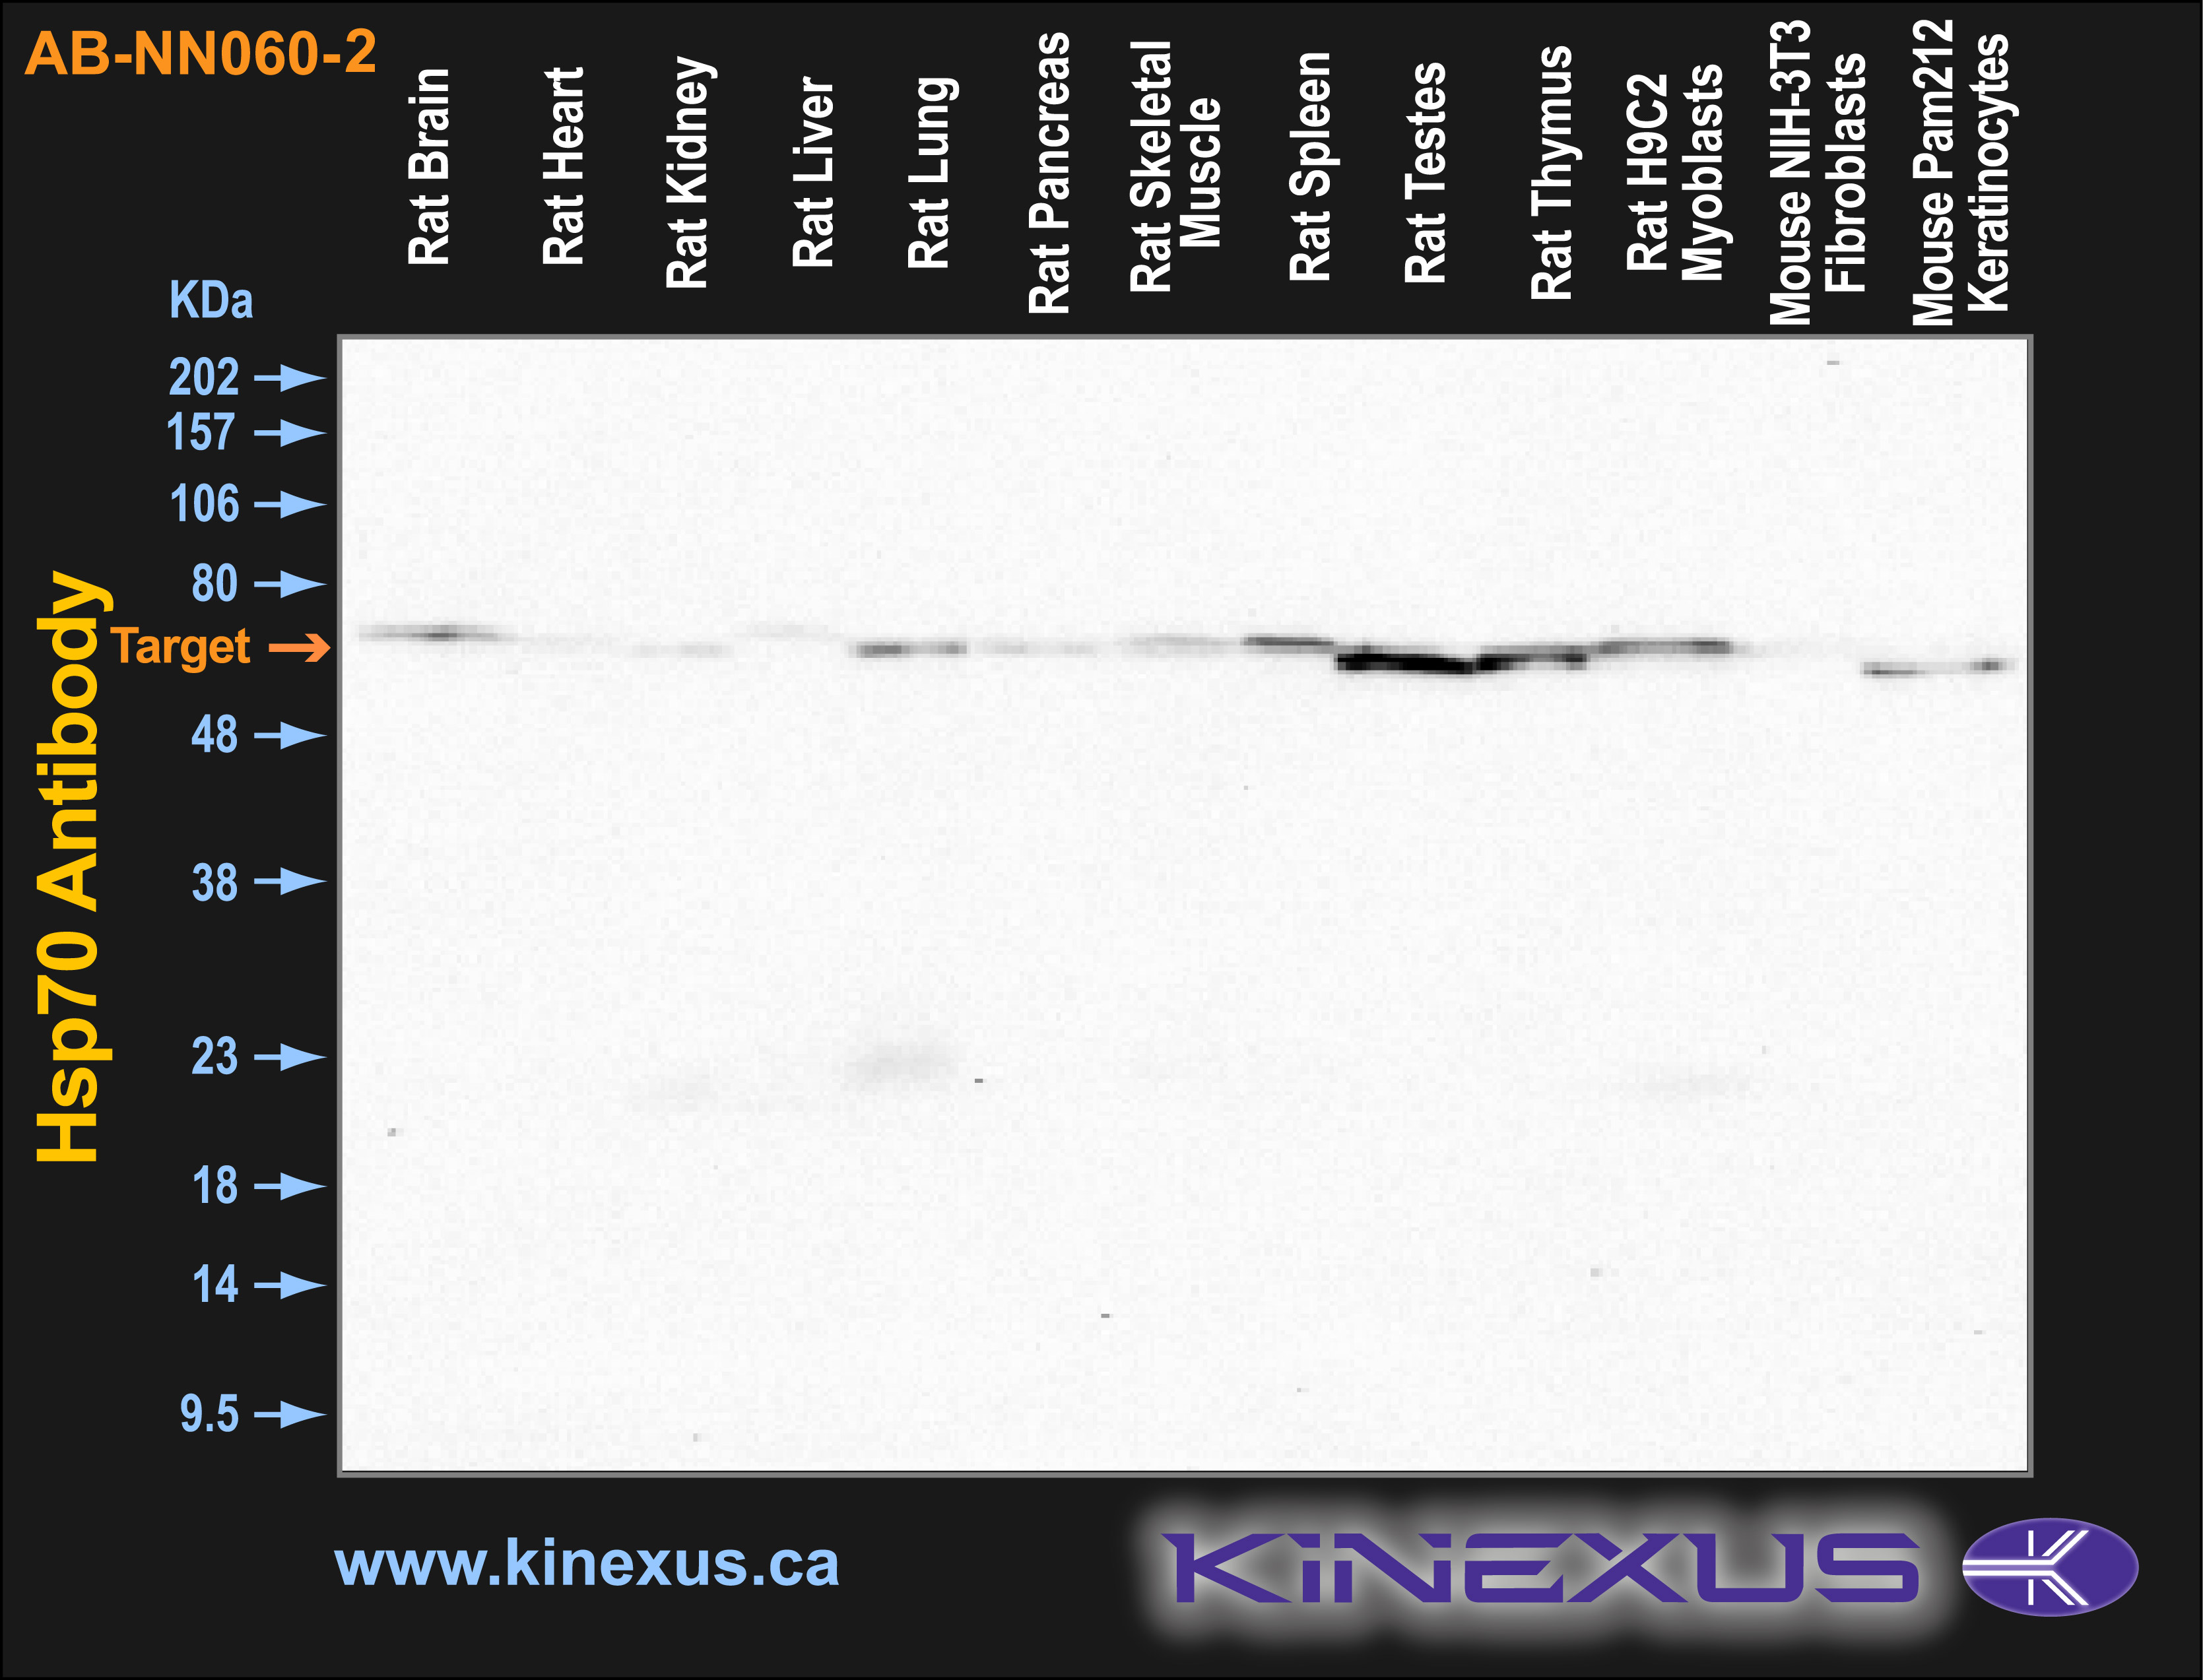 AB-NN060-2
Rat Brain
Rat Heart
Rat Kidney
Rat Liver
Rat Lung
Rat Pancreas
Rat Skeletal
Muscle
Rat Spleen
Rat Testes
Rat Thymus
Rat H9C2
Myoblasts
Mouse NIH-3T3
Fibroblasts
Mouse Pam212
Keratinocytes
KDa
202
157
106
80
Target
48
38
23
18
14
9.5
Hsp70 Antibody
www.kinexus.ca
KiNEXUS